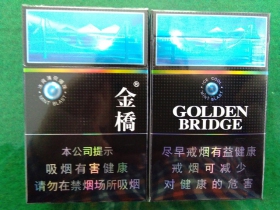 金橋
®
本公司提示
吸烟有害健康
请勿在禁烟场所吸烟
GOLDEN
BRIDGE
尽早戒烟有益健康
戒烟可减少
对健康的危害